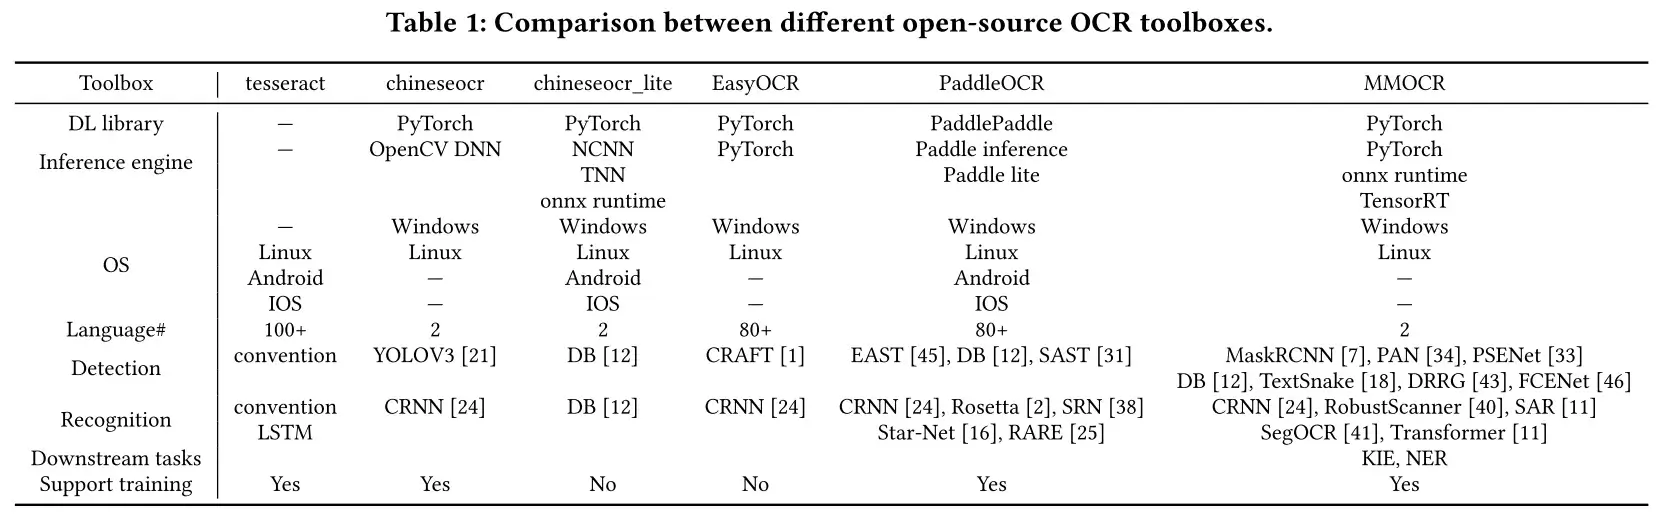 Table 1: Comparison between different open-source OCR toolboxes.
Toolbox tesseract chineseocr chineseocr_lite EasyOCR PaddleOCR MMOCR
DL library — PyTorch PyTorch PyTorch PaddlePaddle PyTorch
Inference engine — OpenCV DNN NCNN PyTorch Paddle inference PyTorch
TNN Paddle lite onnx runtime
onnx runtime TensorRT
OS — Windows Windows Windows Windows Windows
Linux Linux Linux Linux Linux Linux
Android — Android — Android —
IOS — IOS — IOS —
Language# 100+ 2 2 80+ 80+ 2
Detection convention YOLOV3 [21] DB [12] CRAFT [1] EAST [45], DB [12], SAST [31] MaskRCNN [7], PAN [34], PSENet [33]
DB [12], TextSnake [18], DRRG [43], FCENet [46]
Recognition convention CRNN [24] DB [12] CRNN [24] CRNN [24], Rosetta [2], SRN [38] CRNN [24], RobustScanner [40], SAR [11]
LSTM Star-Net [16], RARE [25] SegOCR [41], Transformer [11]
Downstream tasks KIE, NER
Support training Yes Yes No No Yes Yes